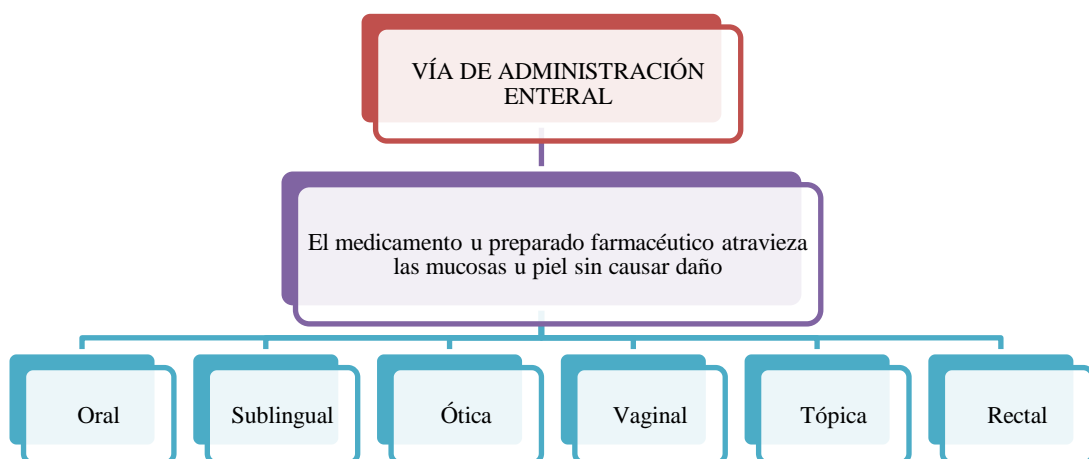 VÍA DE ADMINISTRACIÓN
ENTERAL
El medicamento u preparado farmacéutico atravieza
las mucosas u piel sin causar daño
Oral
Sublingual
Ótica
Vaginal
Tópica
Rectal